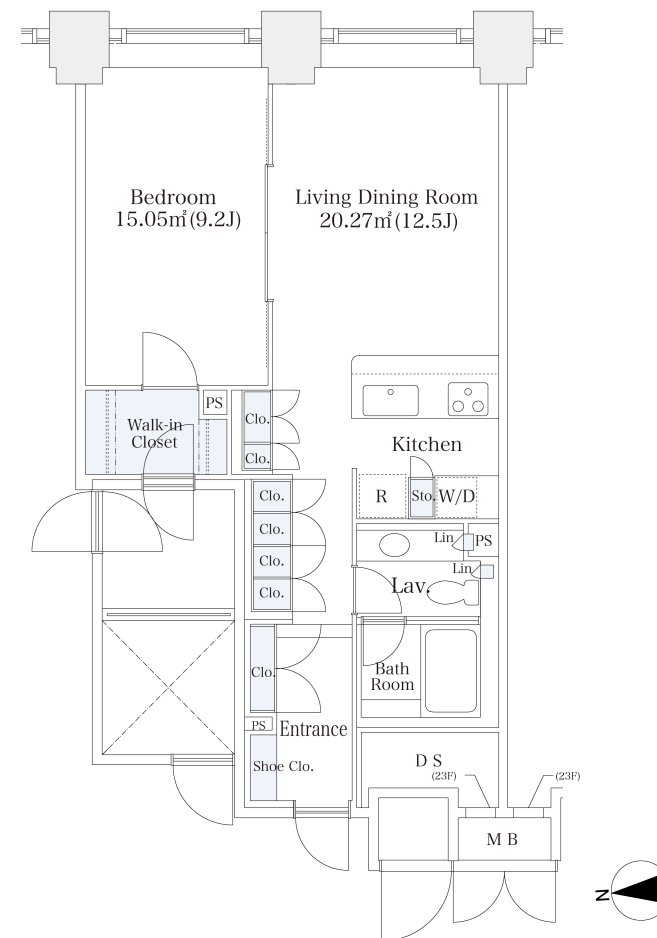 Bedroom
15.05㎡(9.2J)
Living Dining Room
20.27㎡(12.5J)
PS
Walk-in
Closet
Clo.
Clo.
Kitchen
R
Sto.
W/D
Clo.
Clo.
Clo.
Clo.
Lin
PS
Lin
Lav.
Clo.
Bath
Room
PS
Entrance
Shoe Clo.
D S
(23F)
(23F)
M B
N